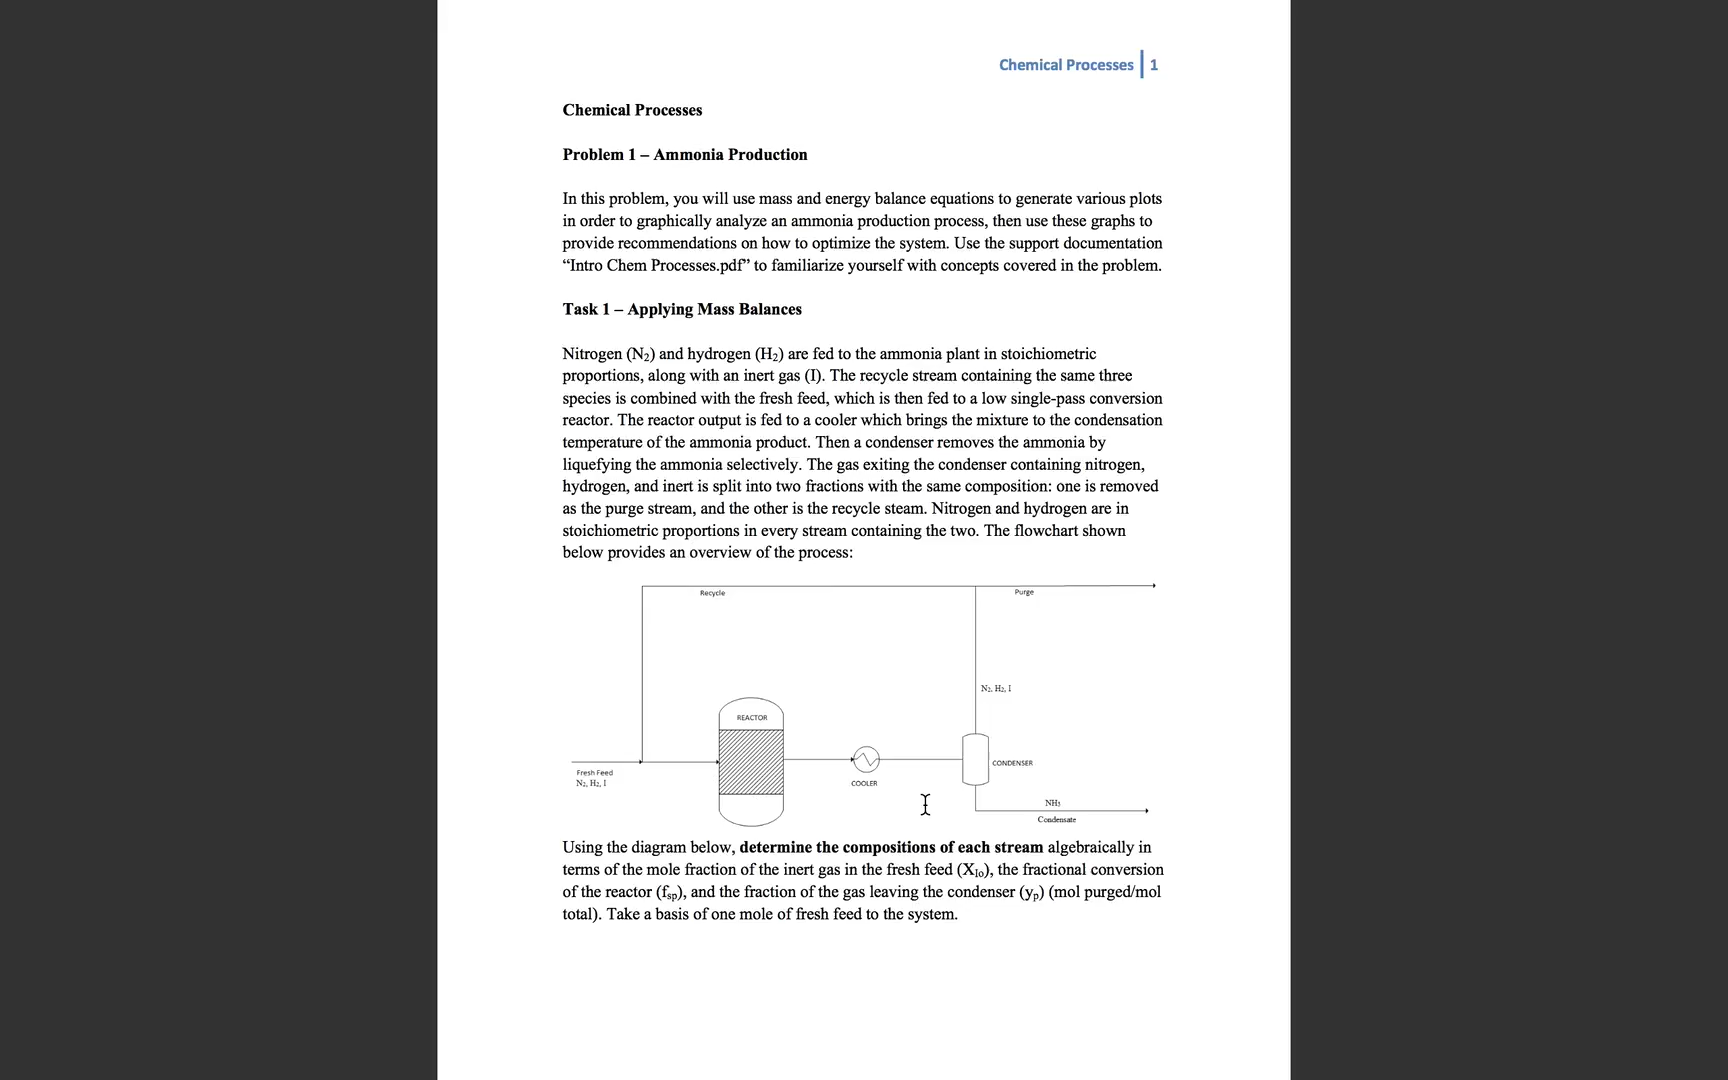 Chemical Processes 1
Chemical Processes
Problem 1 – Ammonia Production
In this problem, you will use mass and energy balance equations to generate various plots
in order to graphically analyze an ammonia production process, then use these graphs to
provide recommendations on how to optimize the system. Use the support documentation
“Intro Chem Processes.pdf” to familiarize yourself with concepts covered in the problem.
Task 1 – Applying Mass Balances
Nitrogen (N₂) and hydrogen (H₂) are fed to the ammonia plant in stoichiometric
proportions, along with an inert gas (I). The recycle stream containing the same three
species is combined with the fresh feed, which is then fed to a low single-pass conversion
reactor. The reactor output is fed to a cooler which brings the mixture to the condensation
temperature of the ammonia product. Then a condenser removes the ammonia by
liquefying the ammonia selectively. The gas exiting the condenser containing nitrogen,
hydrogen, and inert is split into two fractions with the same composition: one is removed
as the purge stream, and the other is the recycle steam. Nitrogen and hydrogen are in
stoichiometric proportions in every stream containing the two. The flowchart shown
below provides an overview of the process:
Recycle
Purge
N₂, H₂, I
REACTOR
CONDENSER
Fresh Feed
N₂, H₂, I
COOLER
NH₃
Condensate
Using the diagram below, determine the compositions of each stream algebraically in
terms of the mole fraction of the inert gas in the fresh feed (X_Io), the fractional conversion
of the reactor (f_sp), and the fraction of the gas leaving the condenser (y_p) (mol purged/mol
total). Take a basis of one mole of fresh feed to the system.